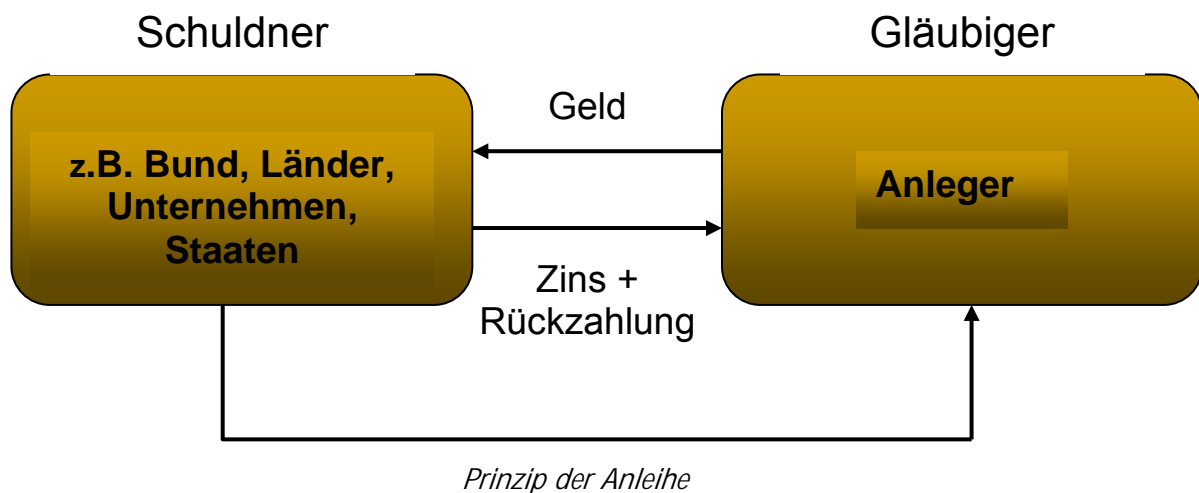 Schuldner
Gläubiger
Geld
z.B. Bund, Länder,
Unternehmen,
Staaten
Anleger
Zins +
Rückzahlung
Prinzip der Anleihe